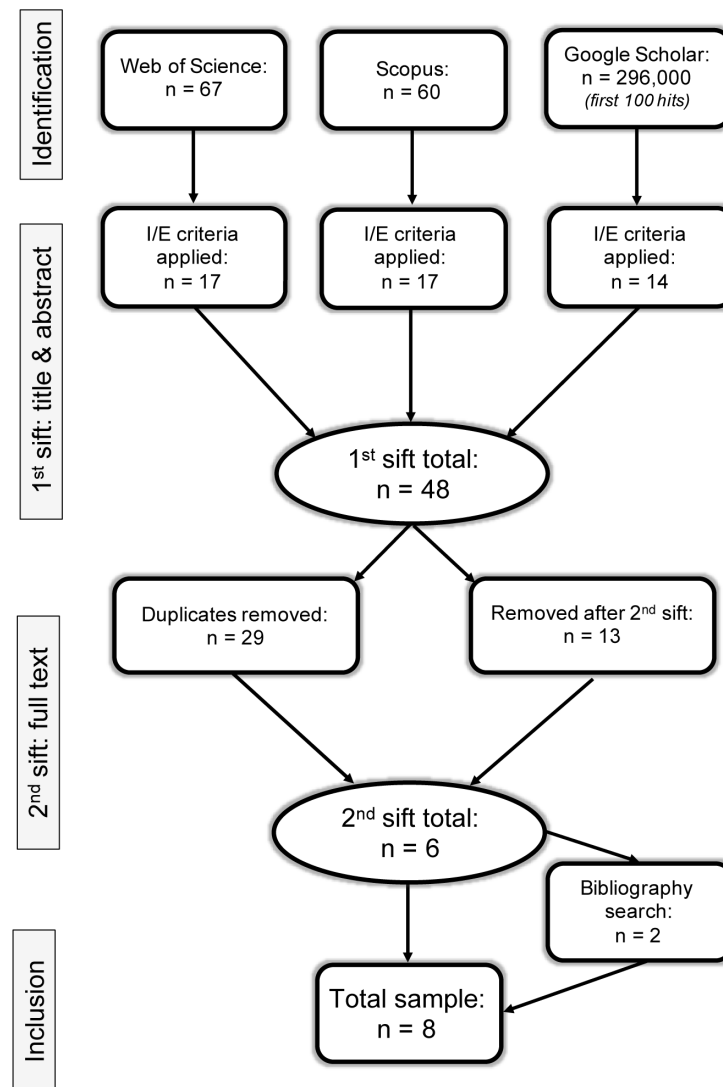 Identification
Web of Science:
n = 67
Scopus:
n = 60
Google Scholar:
n = 296,000
(first 100 hits)
1st sift: title & abstract
I/E criteria
applied:
n = 17
I/E criteria
applied:
n = 17
I/E criteria
applied:
n = 14
1st sift total:
n = 48
2nd sift: full text
Duplicates removed:
n = 29
Removed after 2nd sift:
n = 13
2nd sift total:
n = 6
Bibliography
search:
n = 2
Inclusion
Total sample:
n = 8